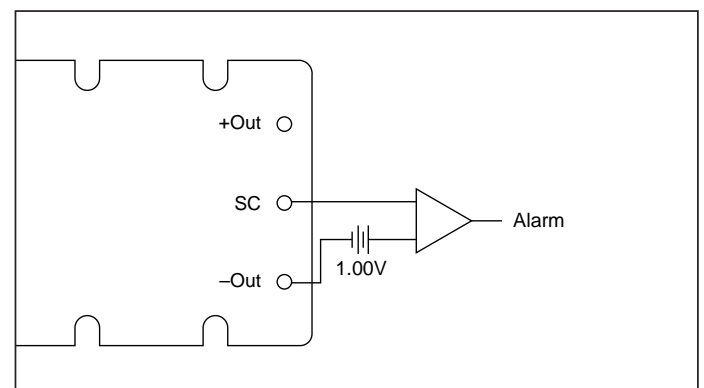 +Out
SC
Alarm
1.00V
–Out